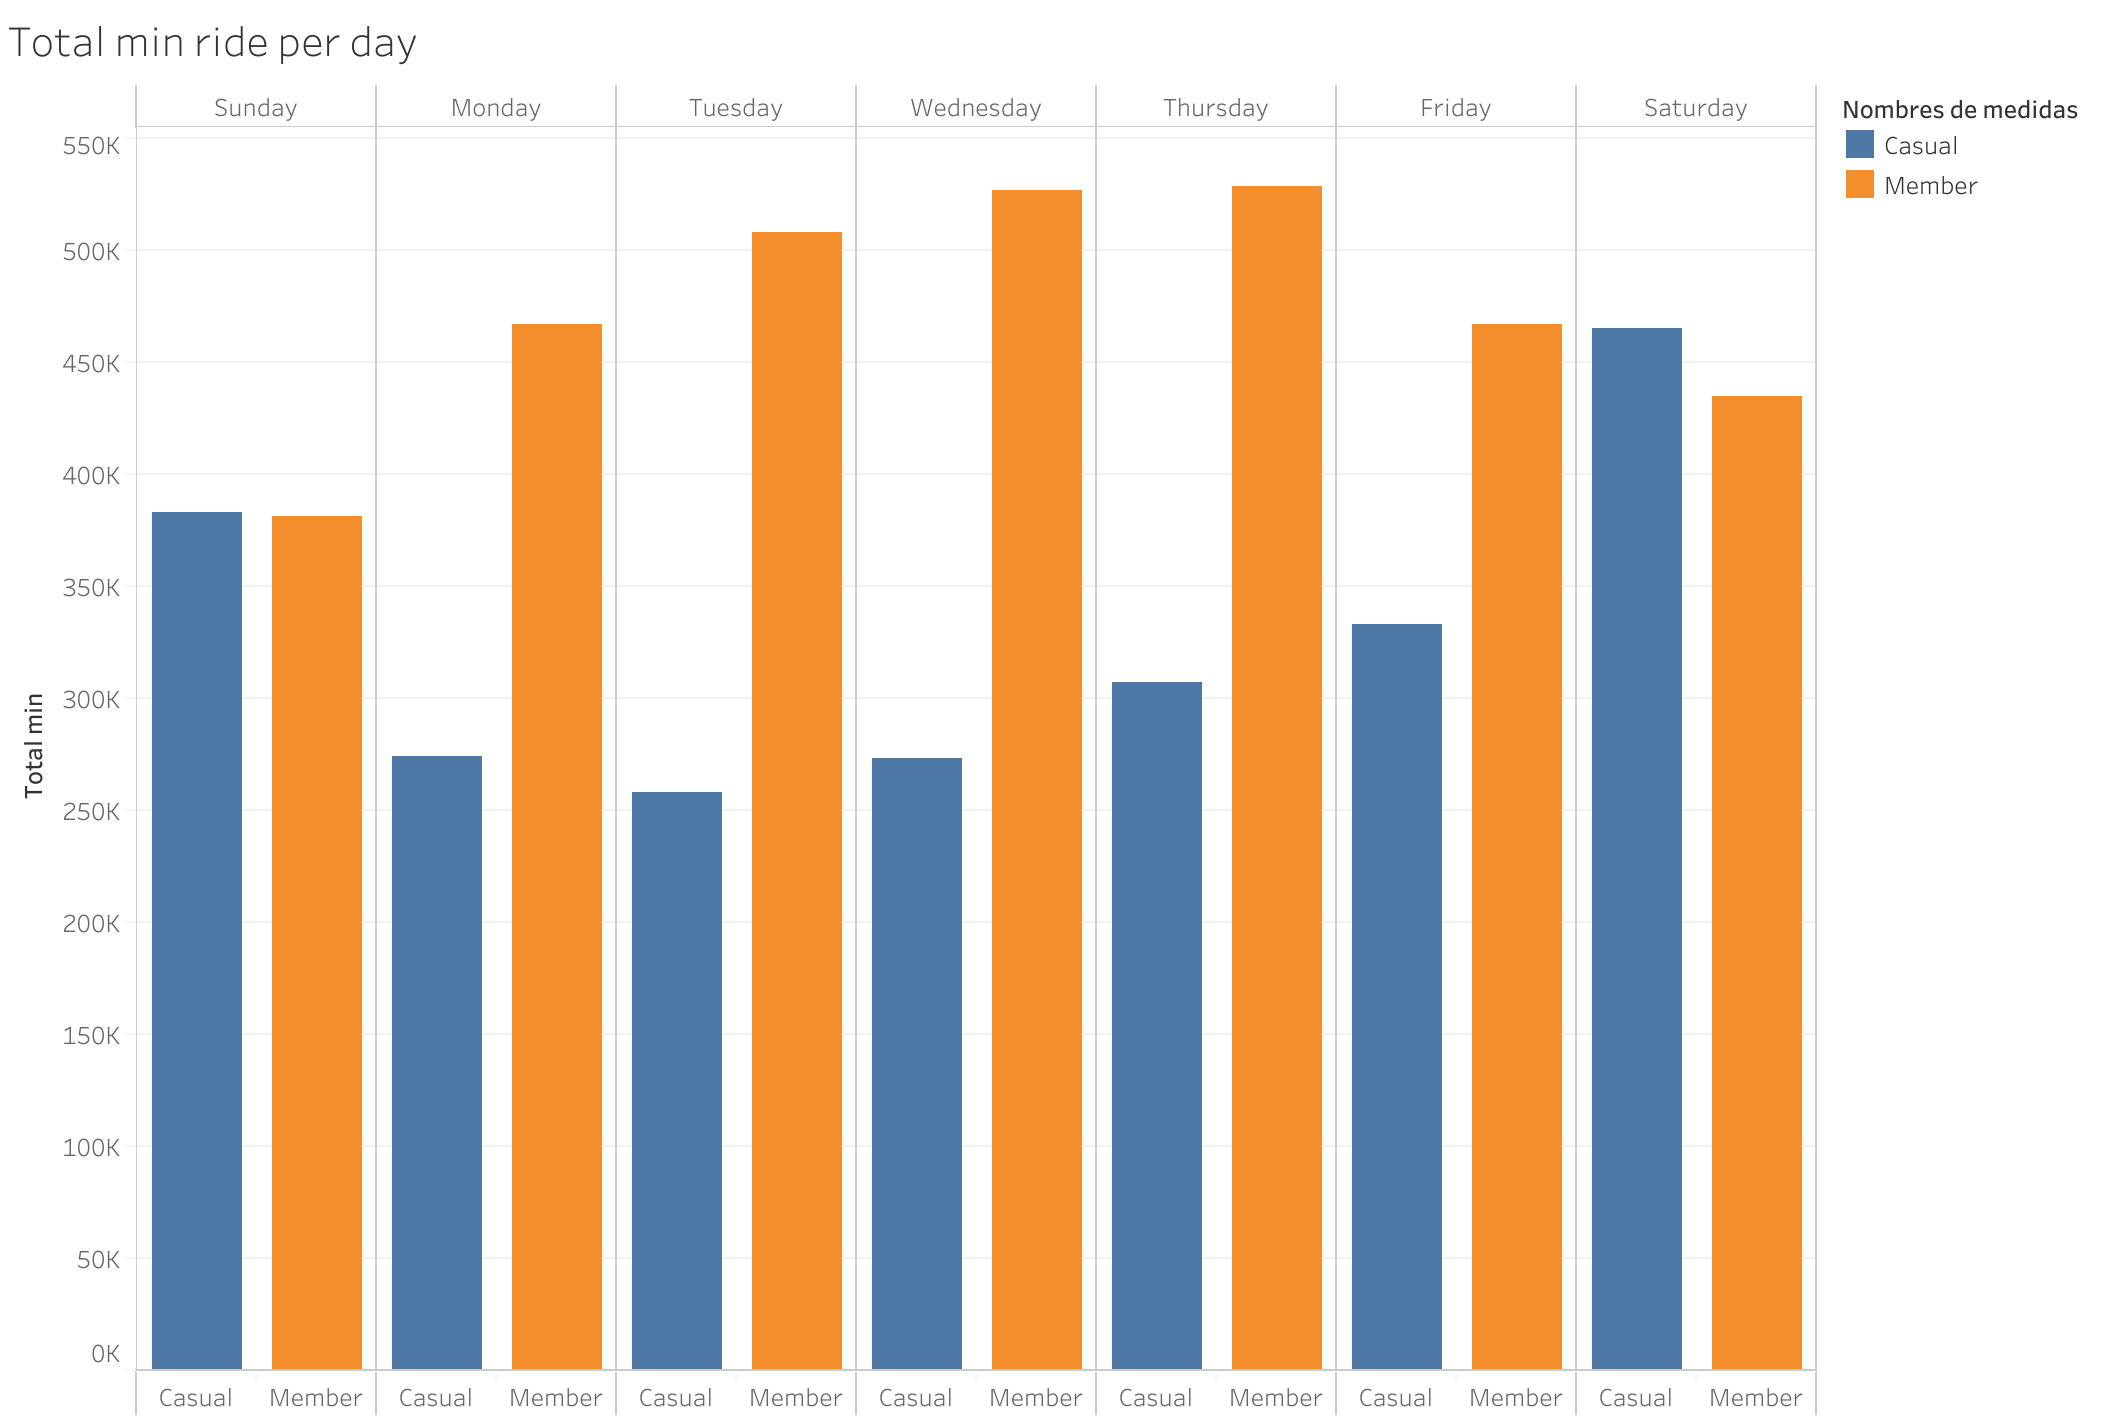 Total min ride per day
Sunday Monday Tuesday Wednesday Thursday Friday Saturday
Nombres de medidas
Casual
Member
550K
500K
450K
400K
350K
300K
250K
200K
150K
100K
50K
0K
Total min
Casual Member Casual Member Casual Member Casual Member Casual Member Casual Member Casual Member